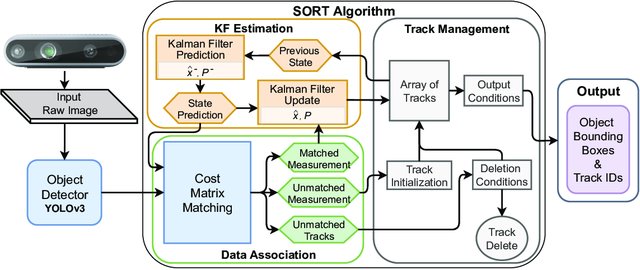 SORT Algorithm
KF Estimation
Track Management
Kalman Filter
Prediction
x̂⁻, P⁻
Previous
State
State
Prediction
Kalman Filter
Update
x̂, P
Array of
Tracks
Output
Conditions
Input
Raw Image
Object
Detector
YOLOv3
Cost
Matrix
Matching
Matched
Measurement
Unmatched
Measurement
Unmatched
Tracks
Data Association
Track
Initialization
Deletion
Conditions
Track
Delete
Output
Object
Bounding
Boxes
&
Track IDs